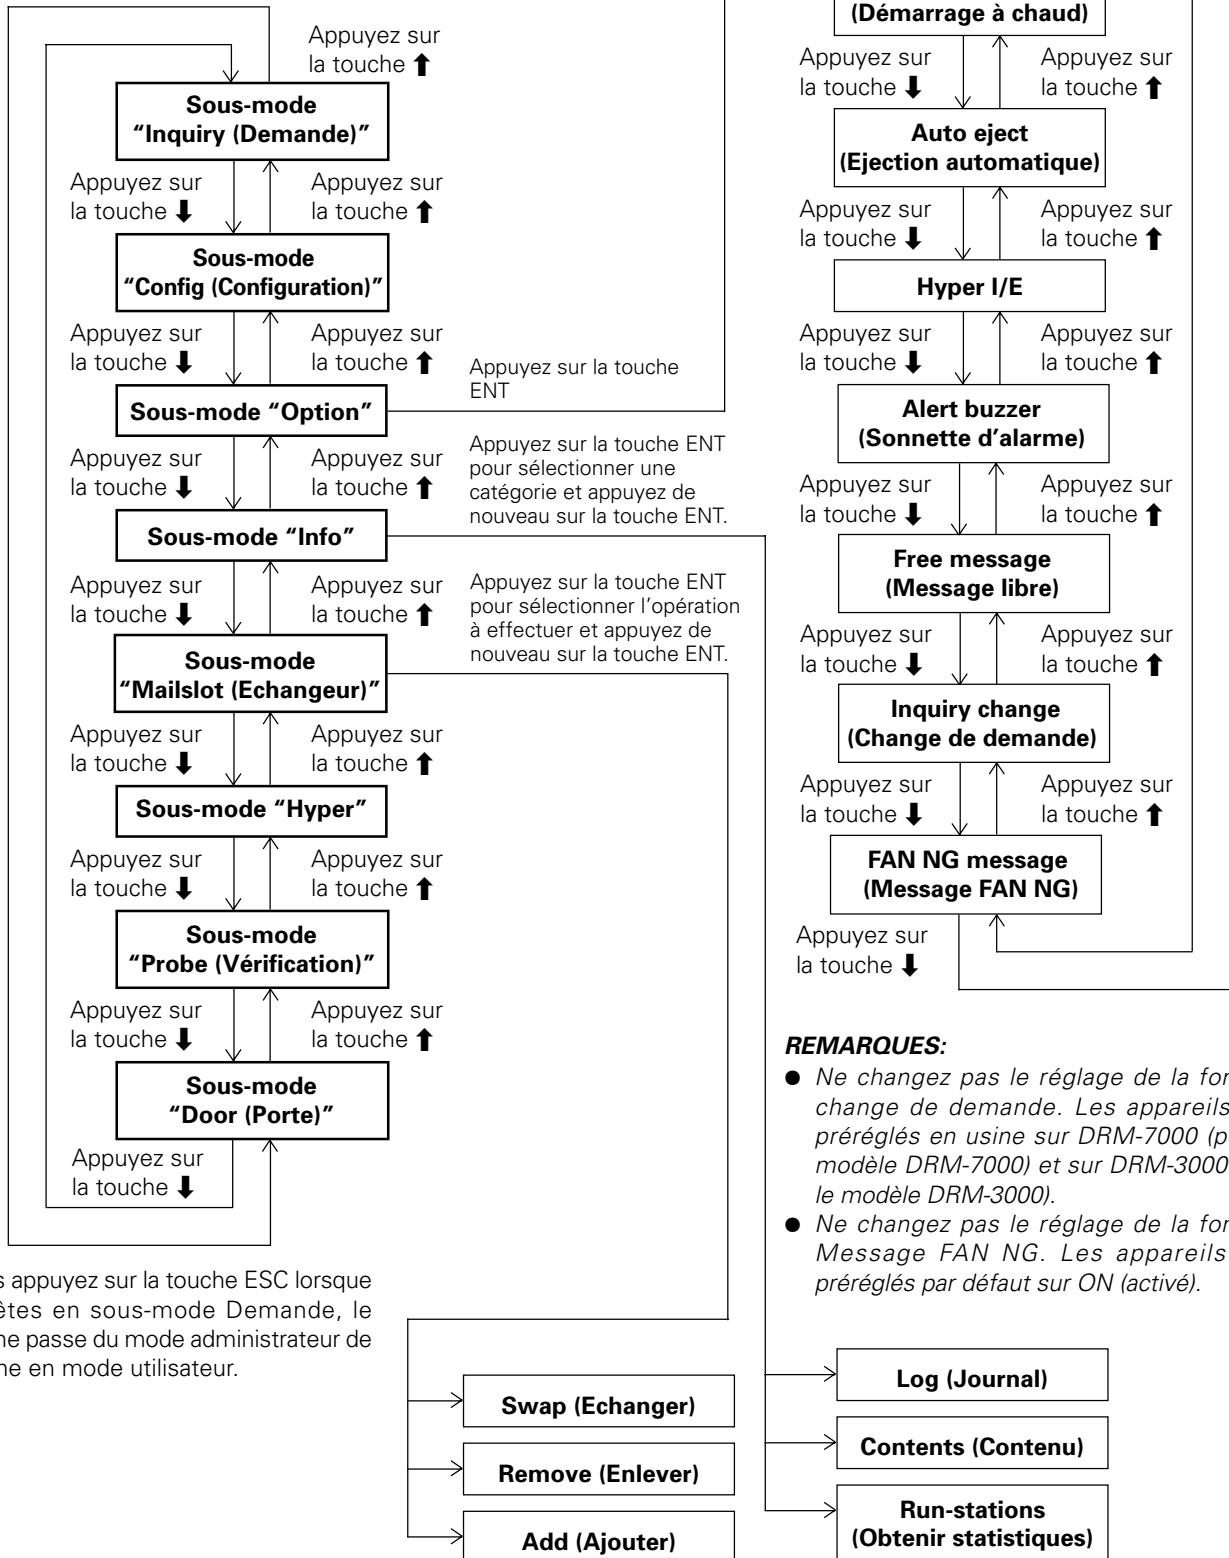 Appuyez sur
la touche ⬆
Sous-mode
“Inquiry (Demande)”
Appuyez sur
la touche ⬇
Appuyez sur
la touche ⬆
Sous-mode
“Config (Configuration)”
Appuyez sur
la touche ⬇
Appuyez sur
la touche ⬆
Appuyez sur la touche
ENT
Sous-mode “Option”
Appuyez sur
la touche ⬇
Appuyez sur
la touche ⬆
Appuyez sur la touche ENT
pour sélectionner une
catégorie et appuyez de
nouveau sur la touche ENT.
Sous-mode “Info”
Appuyez sur
la touche ⬇
Appuyez sur
la touche ⬆
Appuyez sur la touche ENT
pour sélectionner l’opération
à effectuer et appuyez de
nouveau sur la touche ENT.
Sous-mode
“Mailslot (Echangeur)”
Appuyez sur
la touche ⬇
Appuyez sur
la touche ⬆
Sous-mode “Hyper”
Appuyez sur
la touche ⬇
Appuyez sur
la touche ⬆
Sous-mode
“Probe (Vérification)”
Appuyez sur
la touche ⬇
Appuyez sur
la touche ⬆
Sous-mode
“Door (Porte)”
Appuyez sur
la touche ⬇
s appuyez sur la touche ESC lorsque
êtes en sous-mode Demande, le
ne passe du mode administrateur de
ne en mode utilisateur.
Swap (Echanger)
Remove (Enlever)
Add (Ajouter)
(Démarrage à chaud)
Appuyez sur
la touche ⬇
Appuyez sur
la touche ⬆
Auto eject
(Ejection automatique)
Appuyez sur
la touche ⬇
Appuyez sur
la touche ⬆
Hyper I/E
Appuyez sur
la touche ⬇
Appuyez sur
la touche ⬆
Alert buzzer
(Sonnette d’alarme)
Appuyez sur
la touche ⬇
Appuyez sur
la touche ⬆
Free message
(Message libre)
Appuyez sur
la touche ⬇
Appuyez sur
la touche ⬆
Inquiry change
(Change de demande)
Appuyez sur
la touche ⬇
Appuyez sur
la touche ⬆
FAN NG message
(Message FAN NG)
Appuyez sur
la touche ⬇
REMARQUES:
● Ne changez pas le réglage de la for
change de demande. Les appareils
préréglés en usine sur DRM-7000 (p
modèle DRM-7000) et sur DRM-3000
le modèle DRM-3000).
● Ne changez pas le réglage de la for
Message FAN NG. Les appareils
préréglés par défaut sur ON (activé).
Log (Journal)
Contents (Contenu)
Run-stations
(Obtenir statistiques)